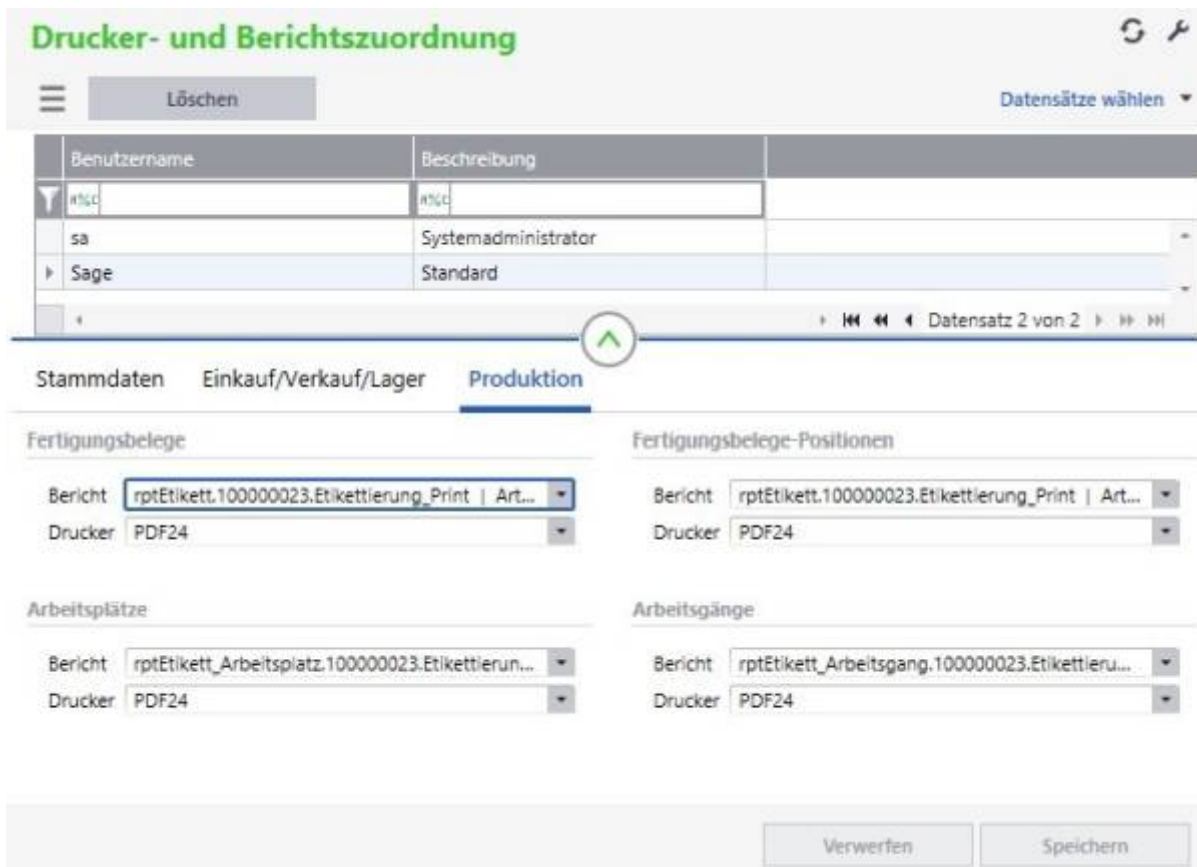 Drucker- und Berichtszuordnung
Löschen
Datensätze wählen
Benutzername Beschreibung
sa Systemadministrator
Sage Standard
Datensatz 2 von 2
Stammdaten Einkauf/Verkauf/Lager Produktion
Fertigungsbelege
Bericht rptEtikett.100000023.Etikettierung_Print | Art...
Drucker PDF24
Fertigungsbelege-Positionen
Bericht rptEtikett.100000023.Etikettierung_Print | Art...
Drucker PDF24
Arbeitsplätze
Bericht rptEtikett_Arbeitsplatz.100000023.Etikettierun...
Drucker PDF24
Arbeitsgänge
Bericht rptEtikett_Arbeitsgang.100000023.Etikettieru...
Drucker PDF24
Verwerfen Speichern